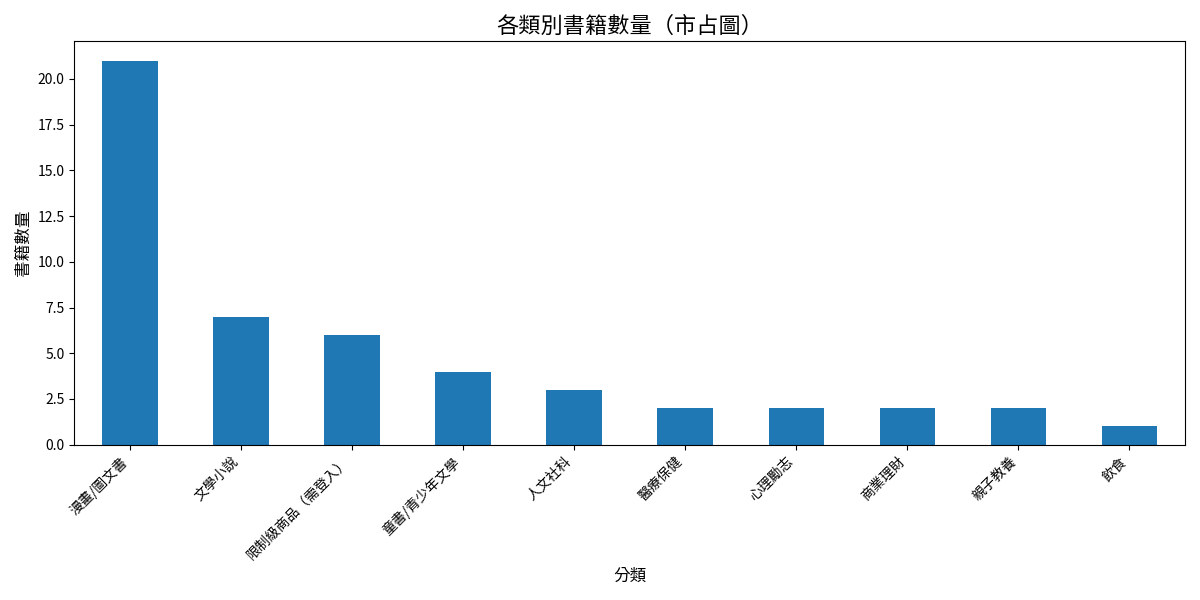 各類別書籍數量（市占圖）
書籍數量
20.0
17.5
15.0
12.5
10.0
7.5
5.0
2.5
0.0
漫畫/圖文書
文學小說
限制級商品（需登入）
童書/青少年文學
人文社科
醫療保健
心理勵志
商業理財
親子教養
飲食
分類